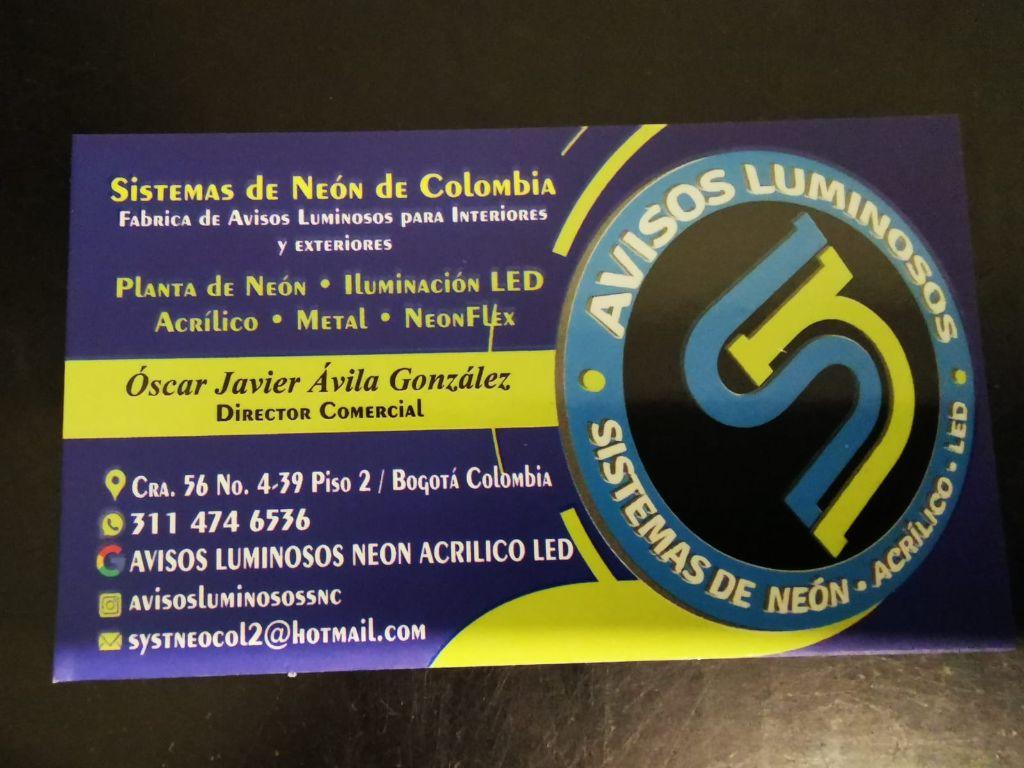 Sistemas de Neón de Colombia
Fabrica de Avisos Luminosos para Interiores
y exteriores
Planta de Neón • Iluminación LED
Acrílico • Metal • NeonFlex
Óscar Javier Ávila González
Director Comercial
Cra. 56 No. 4-39 Piso 2 / Bogotá Colombia
311 474 6536
AVISOS LUMINOSOS NEON ACRILICO LED
avisosluminosossnc
systneocol2@hotmail.com
AVISOS LUMINOSOS
SISTEMAS DE NEÓN • ACRÍLICO • LED